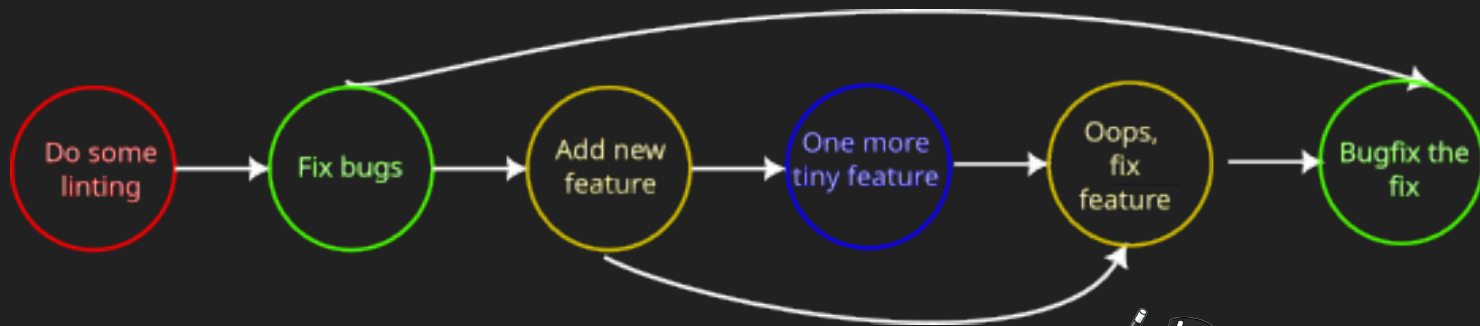 Do some
linting
Fix bugs
Add new
feature
One more
tiny feature
Oops,
fix
feature
Bugfix the
fix